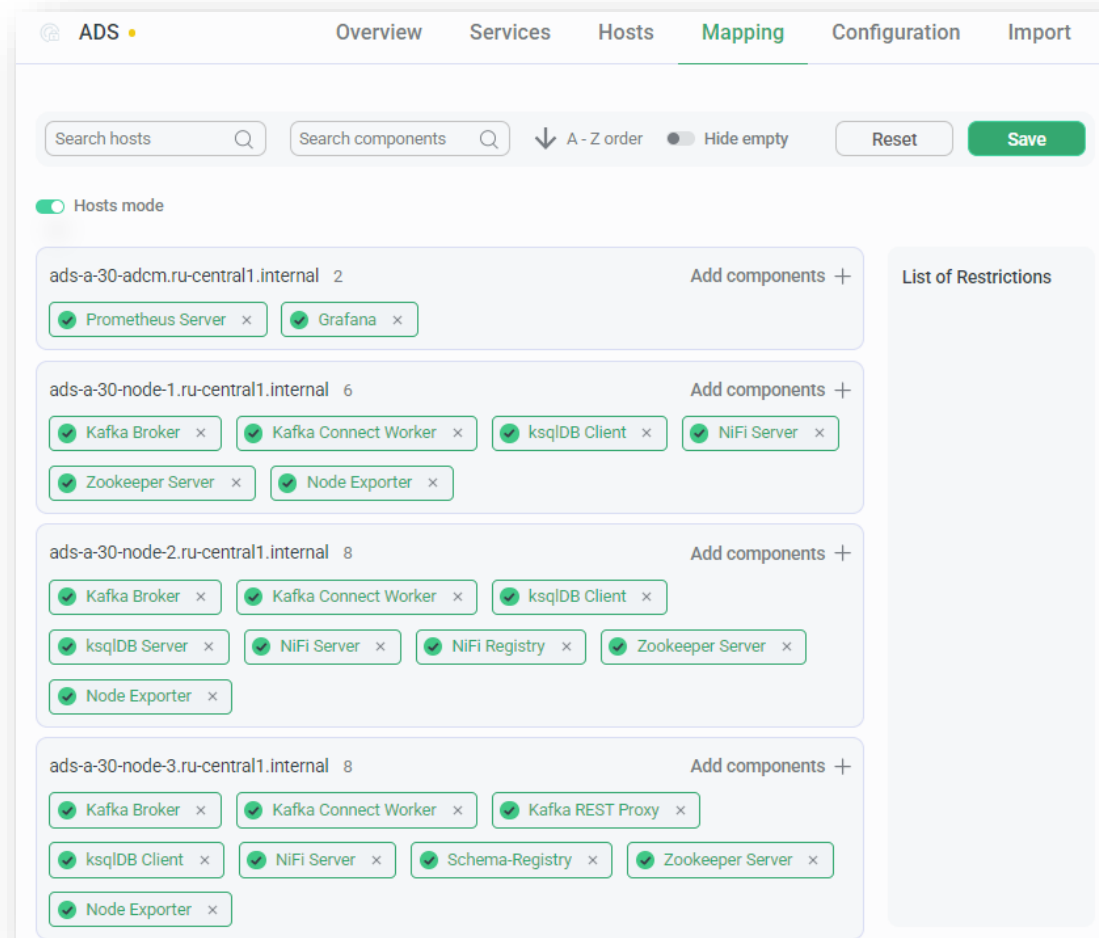 ADS Overview Services Hosts Mapping Configuration Import
Search hosts Search components A - Z order Hide empty Reset Save
Hosts mode
ads-a-30-adcm.ru-central1.internal 2 Add components
Prometheus Server Grafana
List of Restrictions
ads-a-30-node-1.ru-central1.internal 6 Add components
Kafka Broker Kafka Connect Worker ksqlDB Client NiFi Server
Zookeeper Server Node Exporter
ads-a-30-node-2.ru-central1.internal 8 Add components
Kafka Broker Kafka Connect Worker ksqlDB Client
ksqlDB Server NiFi Server NiFi Registry Zookeeper Server
Node Exporter
ads-a-30-node-3.ru-central1.internal 8 Add components
Kafka Broker Kafka Connect Worker Kafka REST Proxy
ksqlDB Client NiFi Server Schema-Registry Zookeeper Server
Node Exporter